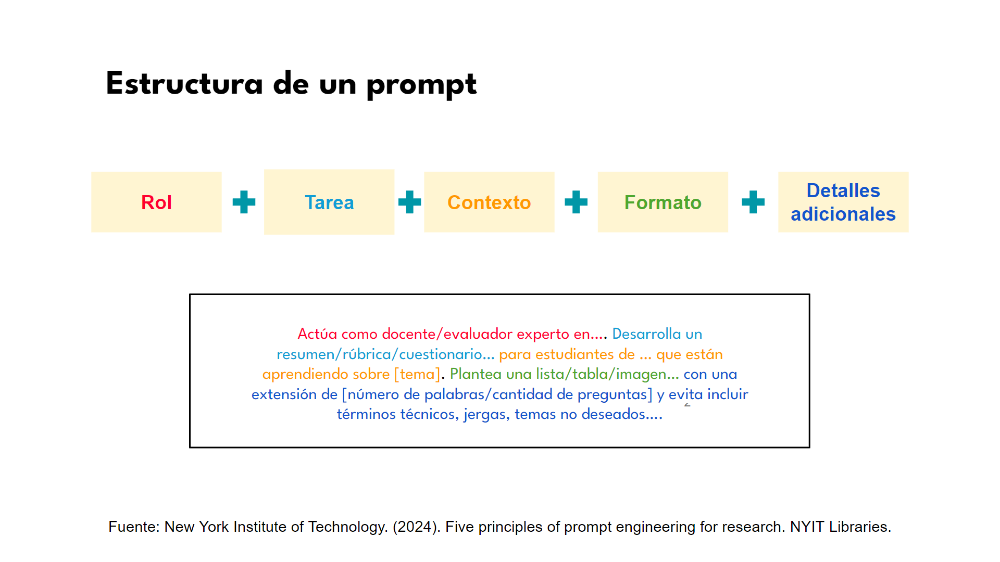 Estructura de un prompt
Rol
Tarea
Contexto
Formato
Detalles
adicionales
Actúa como docente/evaluador experto en.... Desarrolla un
resumen/rúbrica/cuestionario... para estudiantes de ... que están
aprendiendo sobre [tema]. Plantea una lista/tabla/imagen... con una
extensión de [número de palabras/cantidad de preguntas] y evita incluir
términos técnicos, jergas, temas no deseados....
Fuente: New York Institute of Technology. (2024). Five principles of prompt engineering for research. NYIT Libraries.